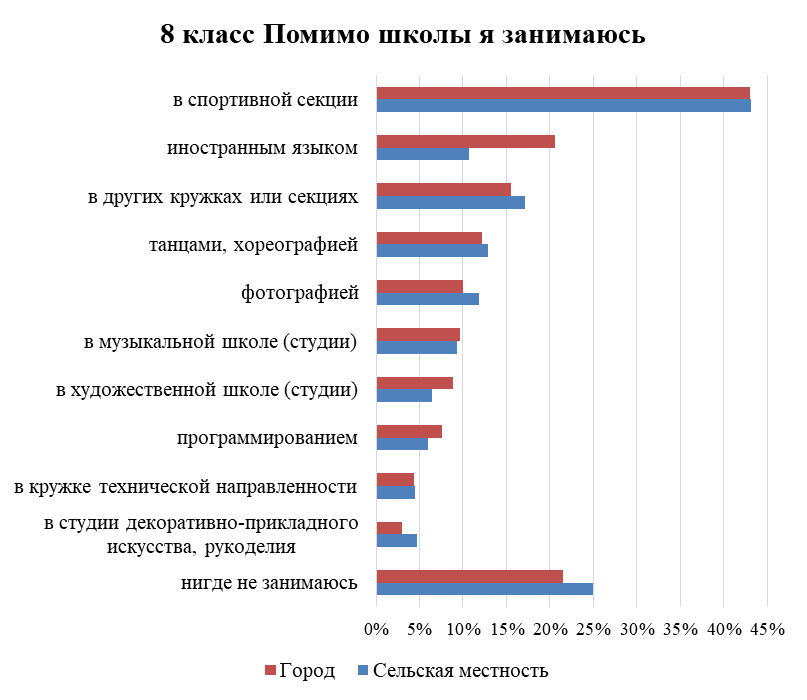 8 класс Помимо школы я занимаюсь
в спортивной секции
иностранным языком
в других кружках или секциях
танцами, хореографией
фотографией
в музыкальной школе (студии)
в художественной школе (студии)
программированием
в кружке технической направленности
в студии декоративно-прикладного
искусства, рукоделия
нигде не занимаюсь
0% 5% 10% 15% 20% 25% 30% 35% 40% 45%
Город Сельская местность